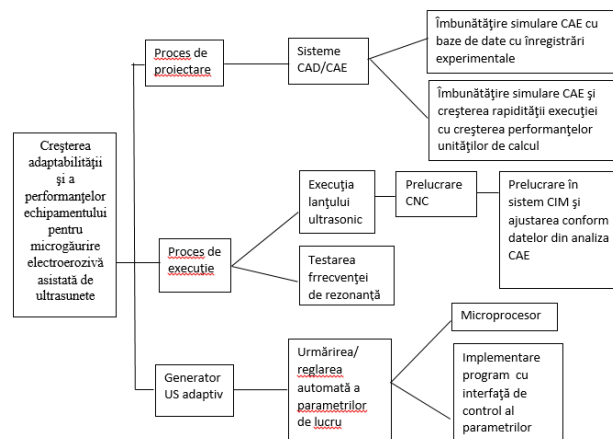 Creşterea
adaptabilităţii
şi a
performanţelor
echipamentului
pentru
microgăurire
electroerozivă
asistată de
ultrasunete
Proces de
proiectare
Sisteme
CAD/CAE
Îmbunătăţire simulare CAE cu
baze de date cu înregistrări
experimentale
Îmbunătăţire simulare CAE şi
creşterea rapidităţii execuţiei
cu creşterea performanţelor
unităţilor de calcul
Proces de
execuţie
Execuţia
lanţului
ultrasonic
Prelucrare
CNC
Prelucrare în
sistem CIM şi
ajustarea conform
datelor din analiza
CAE
Testarea
frrecvenţei
de rezonanţă
Generator
US adaptiv
Urmărirea/
reglarea
automată a
parametrilor
de lucru
Microprocesor
Implementare
program cu
interfaţă de
control al
parametrilor